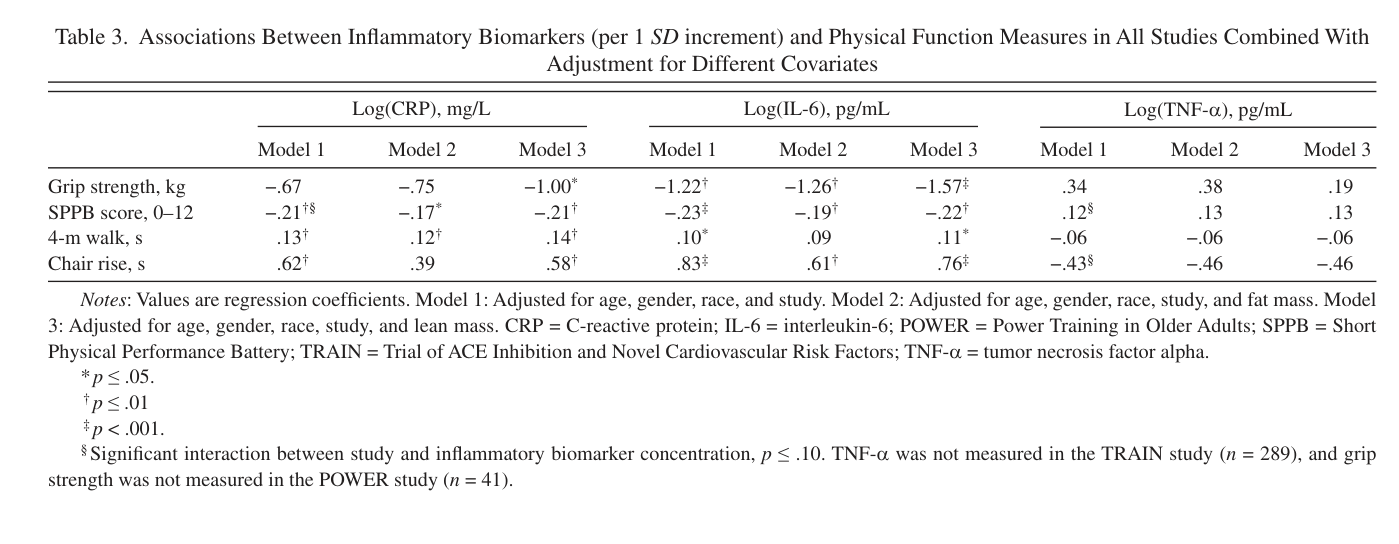 Table 3. Associations Between Inflammatory Biomarkers (per 1 SD increment) and Physical Function Measures in All Studies Combined With
Adjustment for Different Covariates
Log(CRP), mg/L Log(IL-6), pg/mL Log(TNF-α), pg/mL
Model 1 Model 2 Model 3 Model 1 Model 2 Model 3 Model 1 Model 2 Model 3
Grip strength, kg −.67 −.75 −1.00* −1.22† −1.26† −1.57‡ .34 .38 .19
SPPB score, 0–12 −.21†§ −.17* −.21† −.23‡ −.19† −.22† .12§ .13 .13
4-m walk, s .13† .12† .14† .10* .09 .11* −.06 −.06 −.06
Chair rise, s .62† .39 .58† .83‡ .61† .76‡ −.43§ −.46 −.46
Notes: Values are regression coefficients. Model 1: Adjusted for age, gender, race, and study. Model 2: Adjusted for age, gender, race, study, and fat mass. Model
3: Adjusted for age, gender, race, study, and lean mass. CRP = C-reactive protein; IL-6 = interleukin-6; POWER = Power Training in Older Adults; SPPB = Short
Physical Performance Battery; TRAIN = Trial of ACE Inhibition and Novel Cardiovascular Risk Factors; TNF-α = tumor necrosis factor alpha.
*p ≤ .05.
†p ≤ .01
‡p < .001.
§Significant interaction between study and inflammatory biomarker concentration, p ≤ .10. TNF-α was not measured in the TRAIN study (n = 289), and grip
strength was not measured in the POWER study (n = 41).